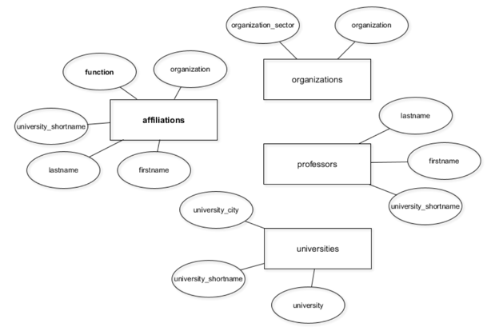 organization_sector
organization
organizations
function
organization
affiliations
university_shortname
lastname
firstname
lastname
professors
firstname
university_shortname
university_city
universities
university_shortname
university